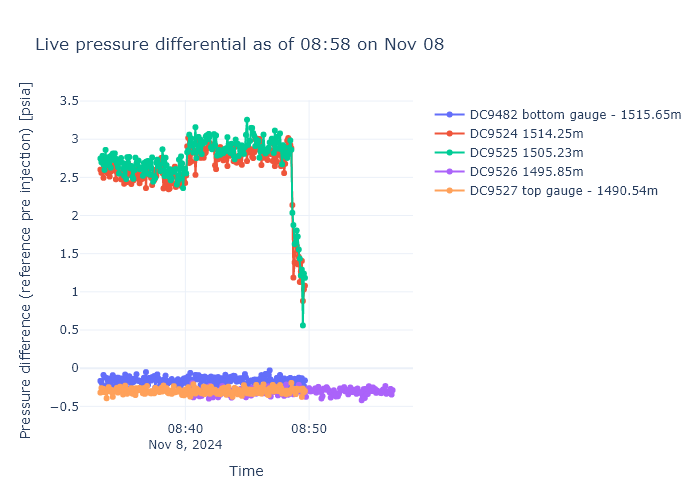 Live pressure differential as of 08:58 on Nov 08
Pressure difference (reference pre injection) [psia]
3.5
3
2.5
2
1.5
1
0.5
0
−0.5
08:40
Nov 8, 2024
08:50
Time
DC9482 bottom gauge - 1515.65m
DC9524 1514.25m
DC9525 1505.23m
DC9526 1495.85m
DC9527 top gauge - 1490.54m